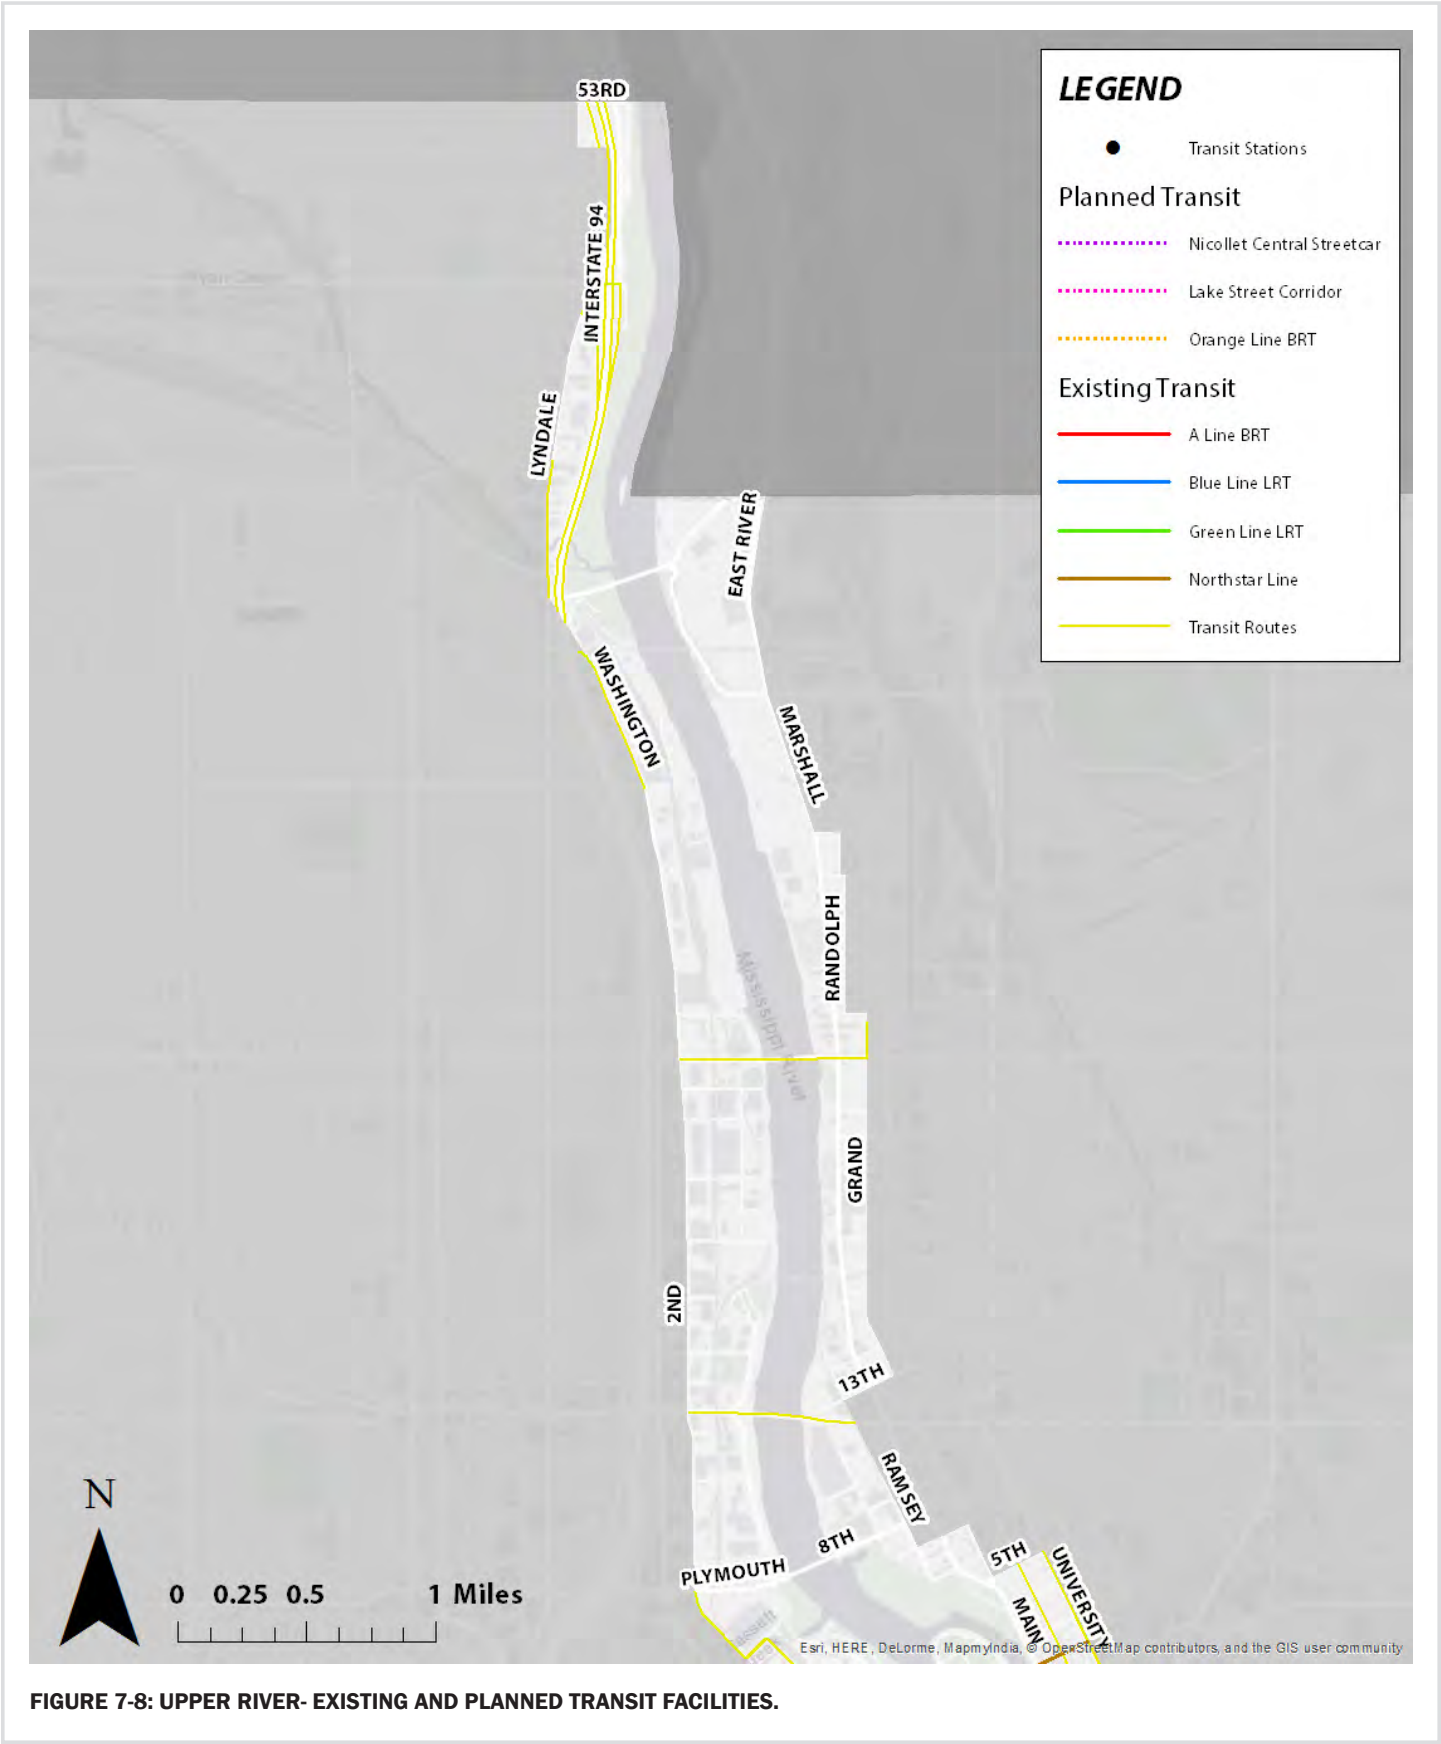 53RD
LEGEND
Transit Stations
Planned Transit
Nicollet Central Streetcar
Lake Street Corridor
Orange Line BRT
Existing Transit
A Line BRT
Blue Line LRT
Green Line LRT
Northstar Line
Transit Routes
INTERSTATE 94
LYNDALE
EAST RIVER
WASHINGTON
MARSHALL
RANDOLPH
Mississippi River
GRAND
2ND
13TH
RAMSEY
8TH
PLYMOUTH
5TH
UNIVERSITY
MAIN
N
0 0.25 0.5 1 Miles
Esri, HERE, DeLorme, MapmyIndia, © OpenStreetMap contributors, and the GIS user community
FIGURE 7-8: UPPER RIVER- EXISTING AND PLANNED TRANSIT FACILITIES.